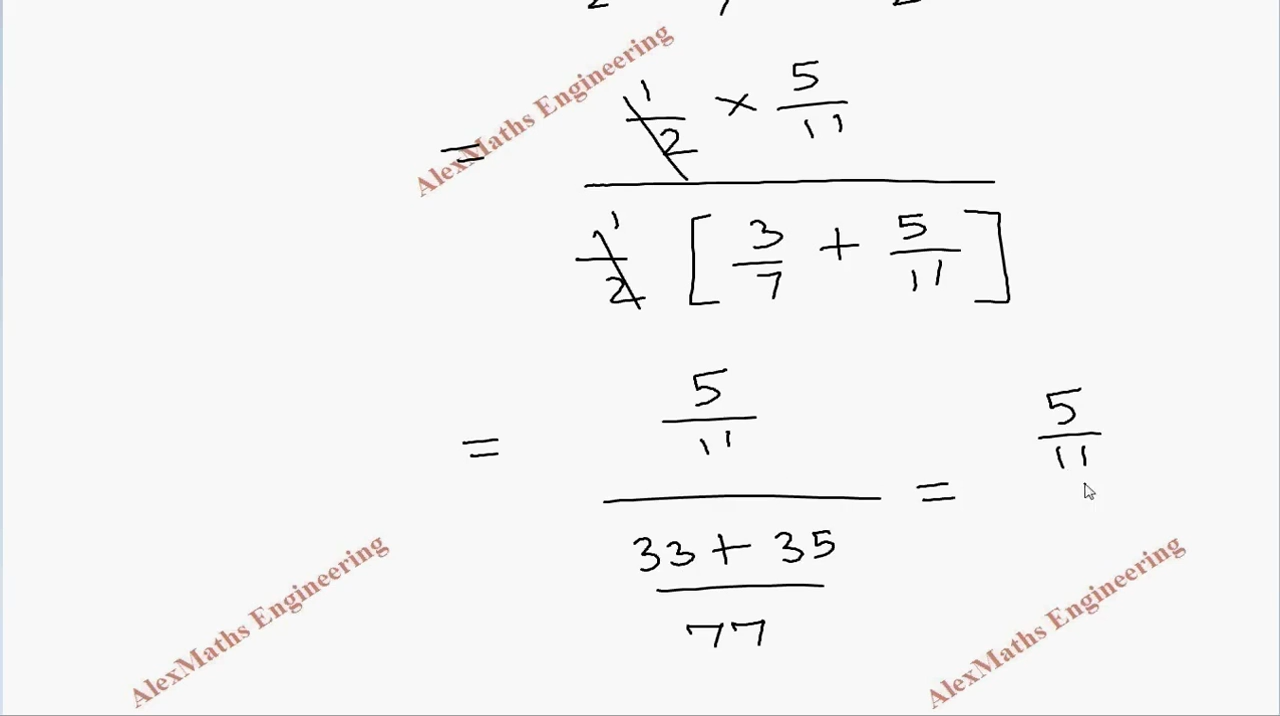 = 1/2 × 5/11
1/2 [ 3/7 + 5/11 ]
= 5/11 = 5/11
33 + 35
77
AlexMaths Engineering
AlexMaths Engineering
AlexMaths Engineering